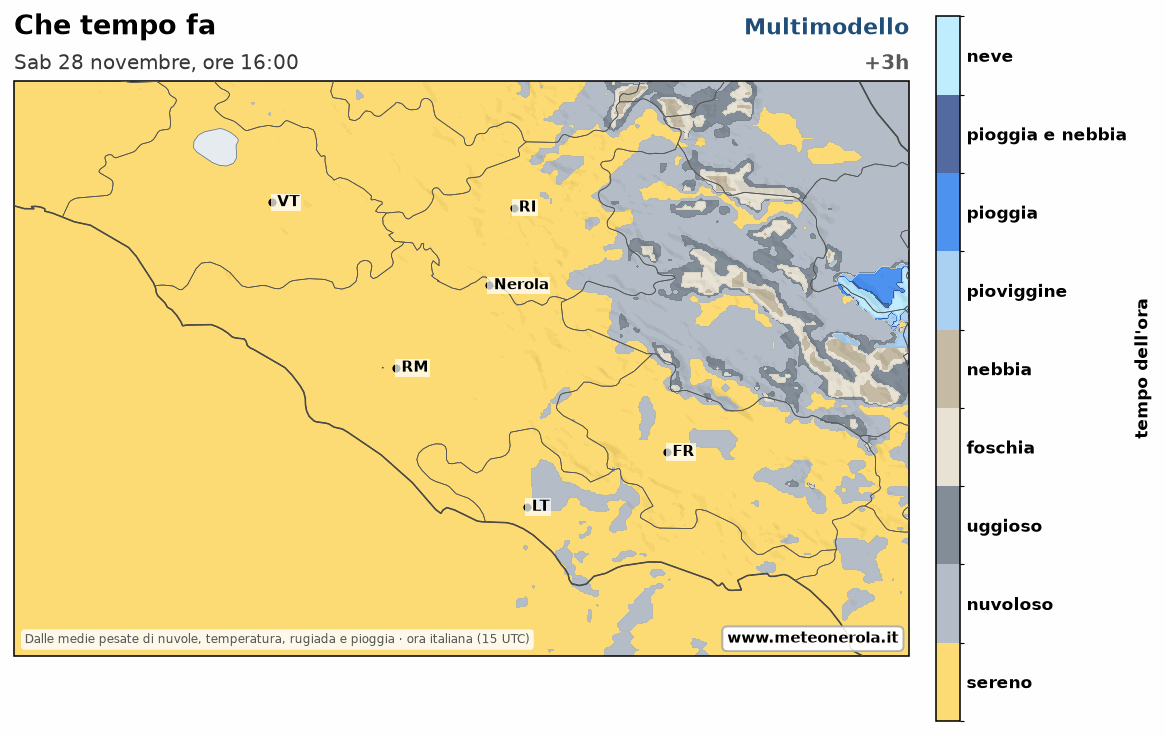 Che tempo fa
Multimodello
Sab 28 novembre, ore 16:00
+3h
neve
pioggia e nebbia
pioggia
pioviggine
nebbia
foschia
uggioso
nuvoloso
sereno
tempo dell'ora
VT
RI
Nerola
RM
FR
LT
Dalle medie pesate di nuvole, temperatura, rugiada e pioggia · ora italiana (15 UTC)
www.meteonerola.it